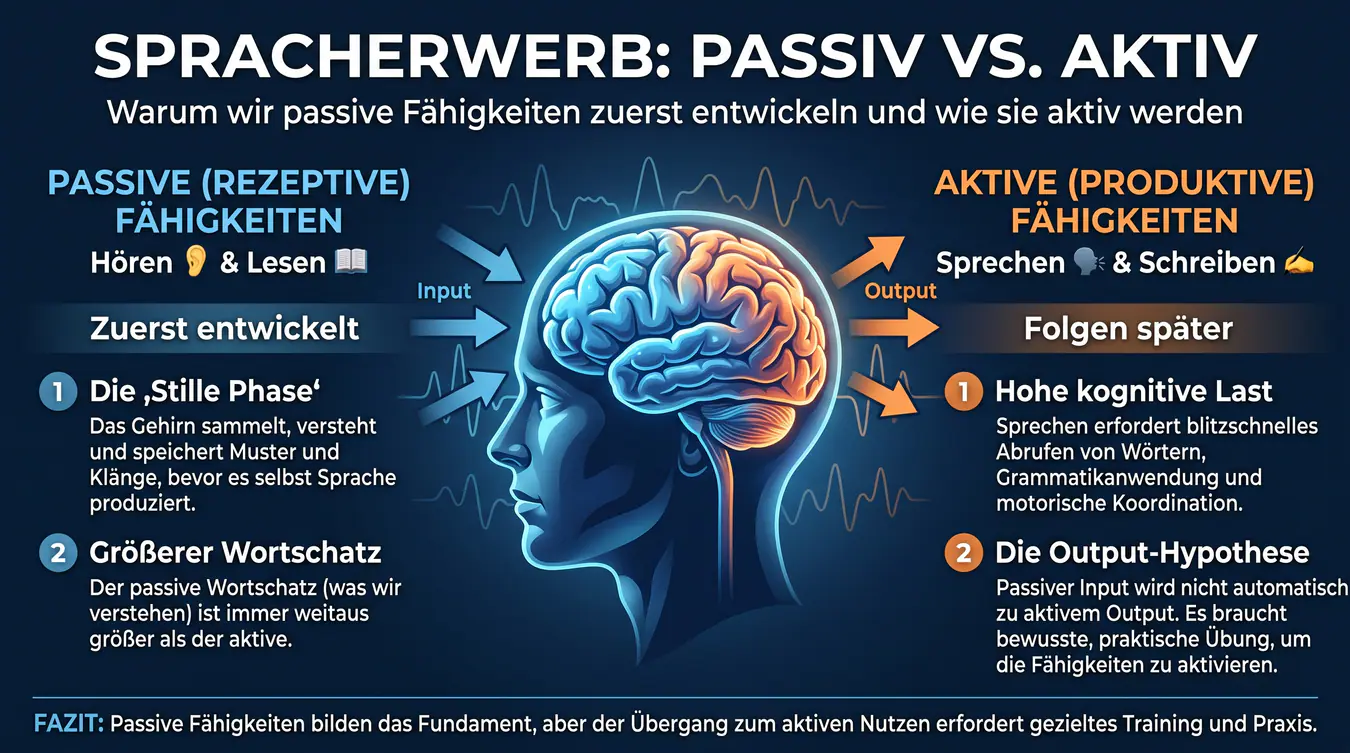 SPRACHERWERB: PASSIV VS. AKTIV
Warum wir passive Fähigkeiten zuerst entwickeln und wie sie aktiv werden
PASSIVE (REZEPTIVE)
FÄHIGKEITEN
Hören 👂 & Lesen 📖
Zuerst entwickelt
1 Die ‚Stille Phase‘
Das Gehirn sammelt, versteht
und speichert Muster und
Klänge, bevor es selbst Sprache
produziert.
2 Größerer Wortschatz
Der passive Wortschatz (was wir
verstehen) ist immer weitaus
größer als der aktive.
Input
Output
AKTIVE (PRODUKTIVE)
FÄHIGKEITEN
Sprechen 🗣️ & Schreiben ✍️
Folgen später
1 Hohe kognitive Last
Sprechen erfordert blitzschnelles
Abrufen von Wörtern,
Grammatikanwendung und
motorische Koordination.
2 Die Output-Hypothese
Passiver Input wird nicht automatisch
zu aktivem Output. Es braucht
bewusste, praktische Übung, um
die Fähigkeiten zu aktivieren.
FAZIT: Passive Fähigkeiten bilden das Fundament, aber der Übergang zum aktiven Nutzen erfordert gezieltes Training und Praxis.